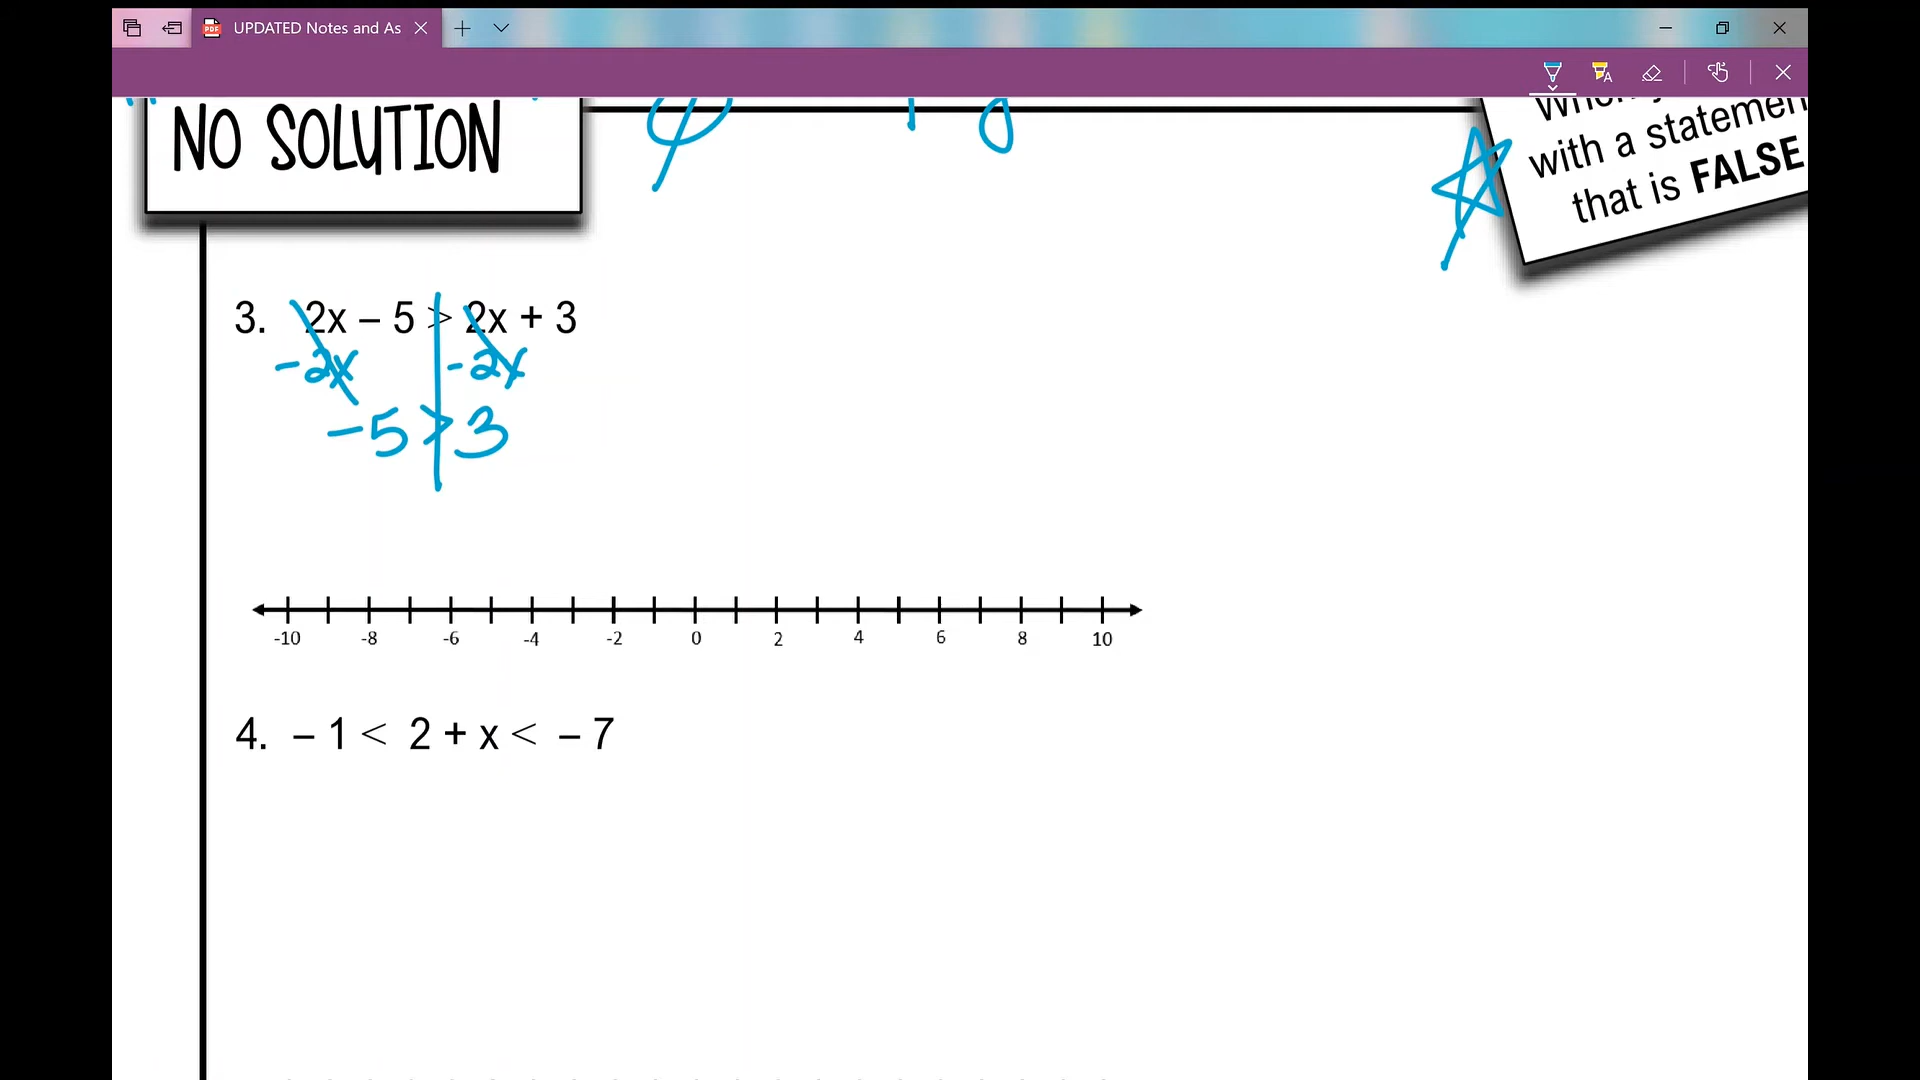 UPDATED Notes and As
NO SOLUTION
with a statemen
that is FALSE
3. 2x – 5 > 2x + 3
-2x -2x
-5 > 3
-10 -8 -6 -4 -2 0 2 4 6 8 10
4. – 1 < 2 + x < – 7